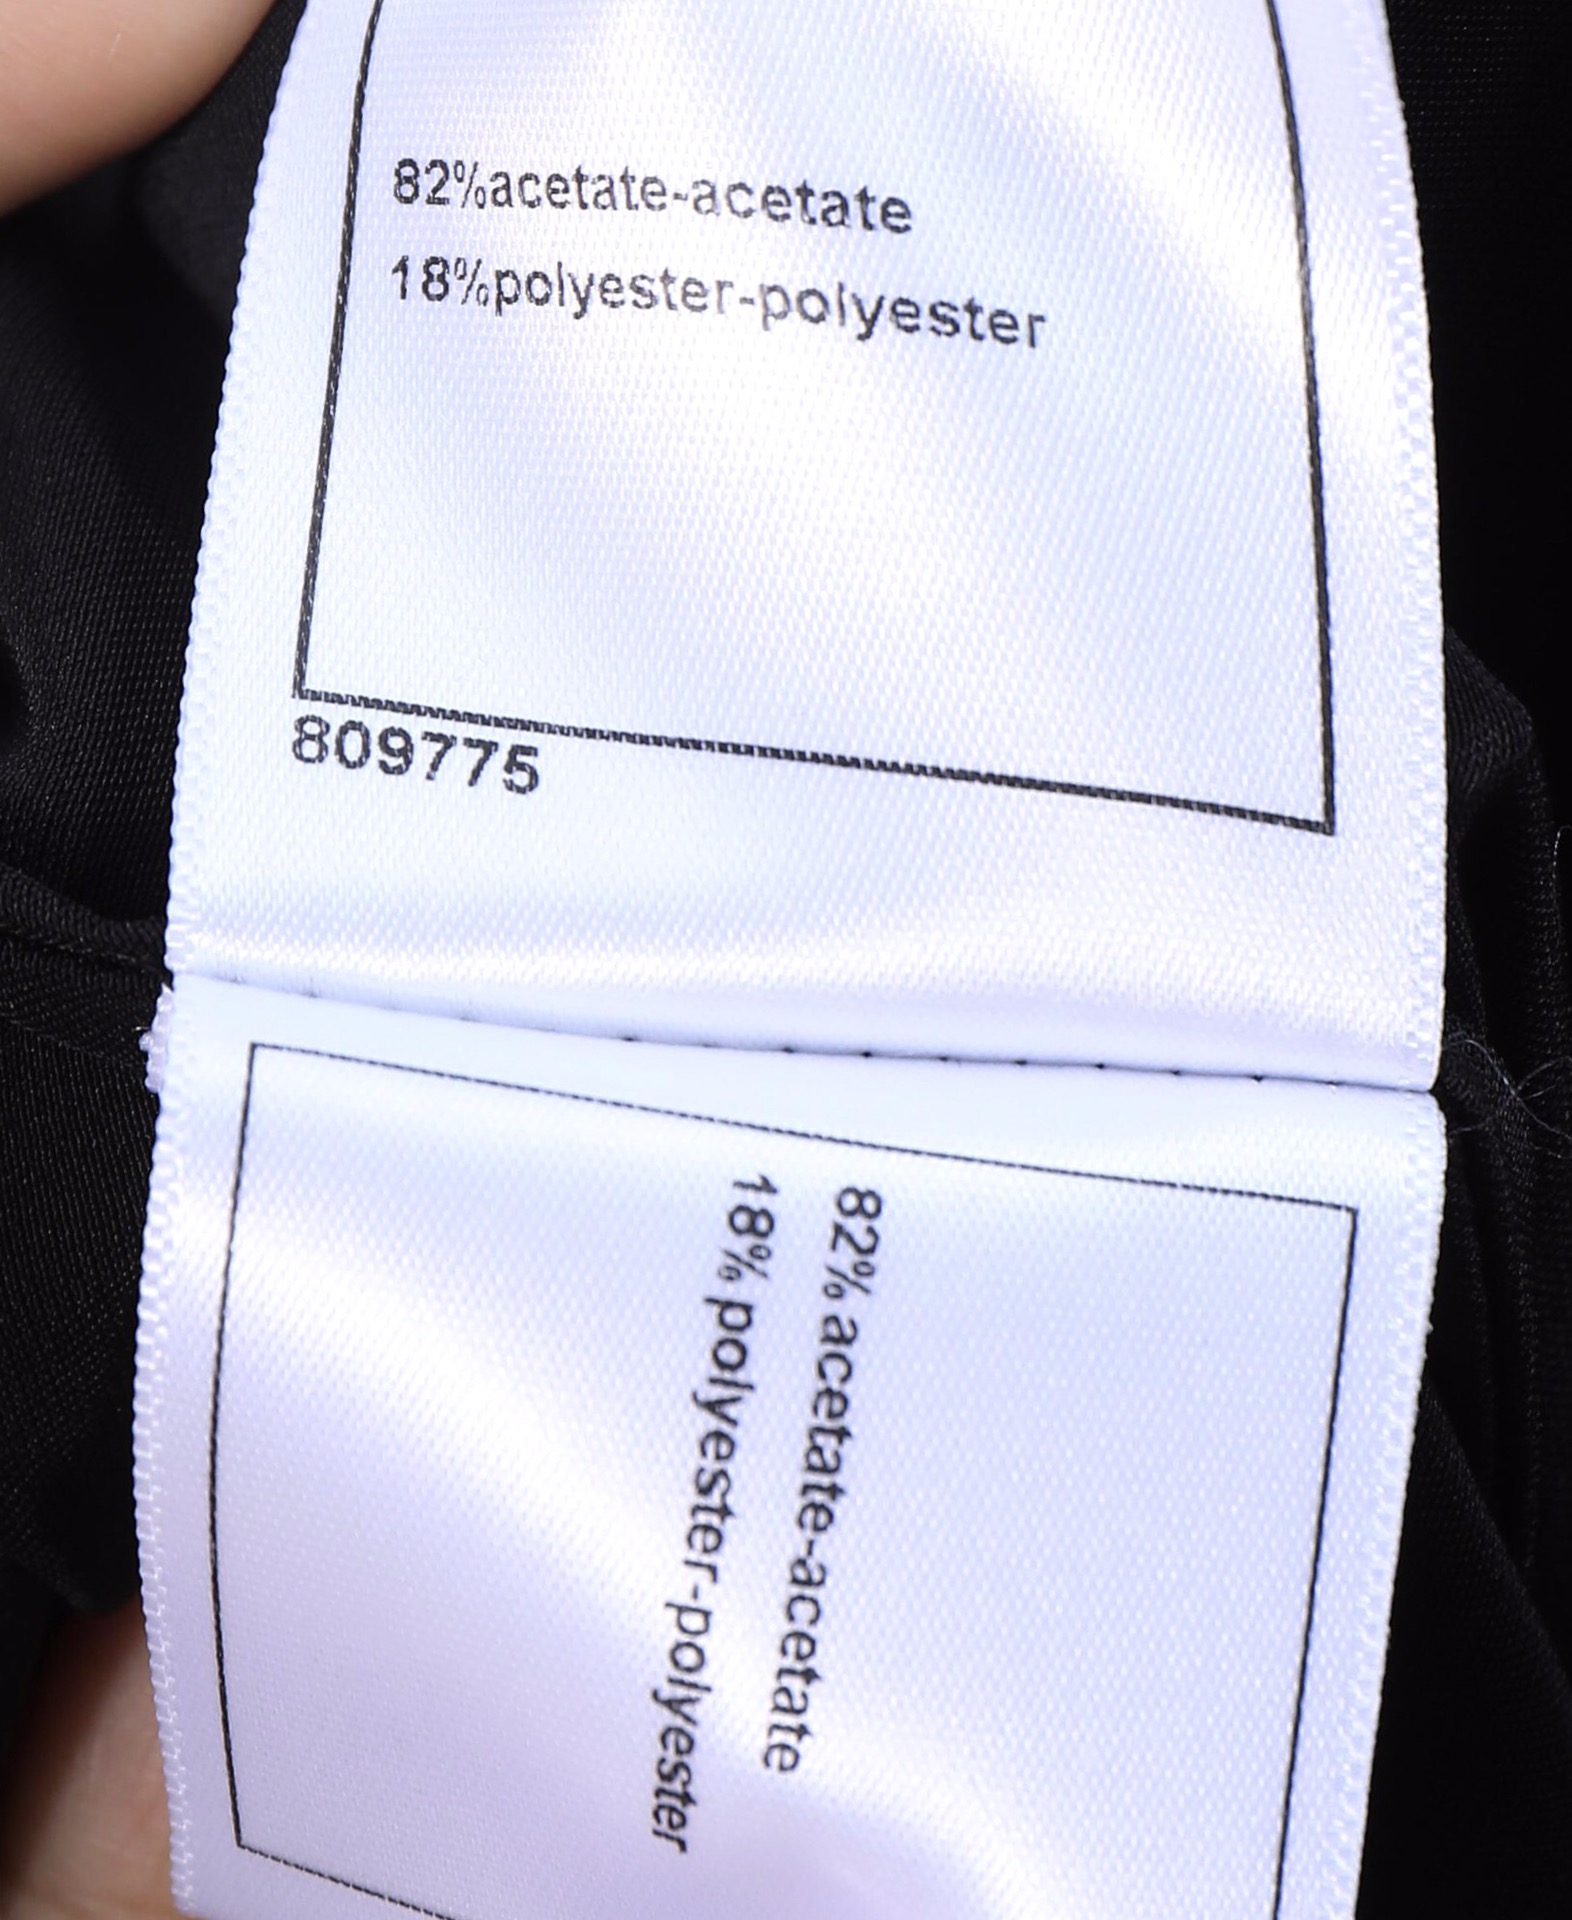 82%acetate-acetate
18%polyester-polyester
809775
82% acetate-acetate
18% polyester-polyester